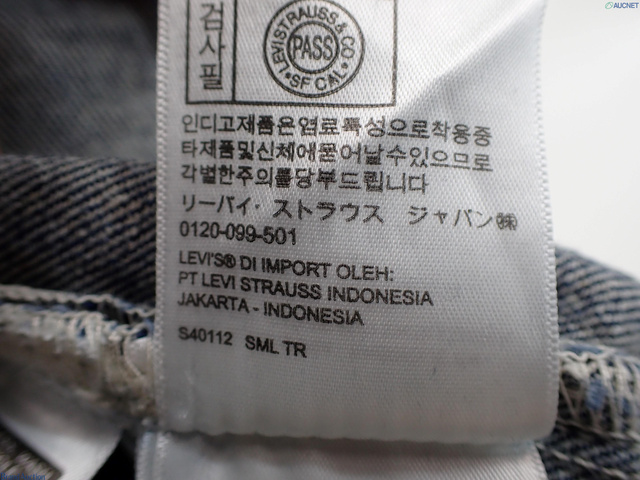 AUCNET
검사필
LEVI STRAUSS & CO
PASS
SF CAL
인디고제품은염료특성으로착용중
타제품및신체에묻어날수있으므로
각별한주의를당부드립니다
リーバイ・ストラウス ジャパン㈱
0120-099-501
LEVI'S® DI IMPORT OLEH:
PT LEVI STRAUSS INDONESIA
JAKARTA - INDONESIA
S40112 SML TR